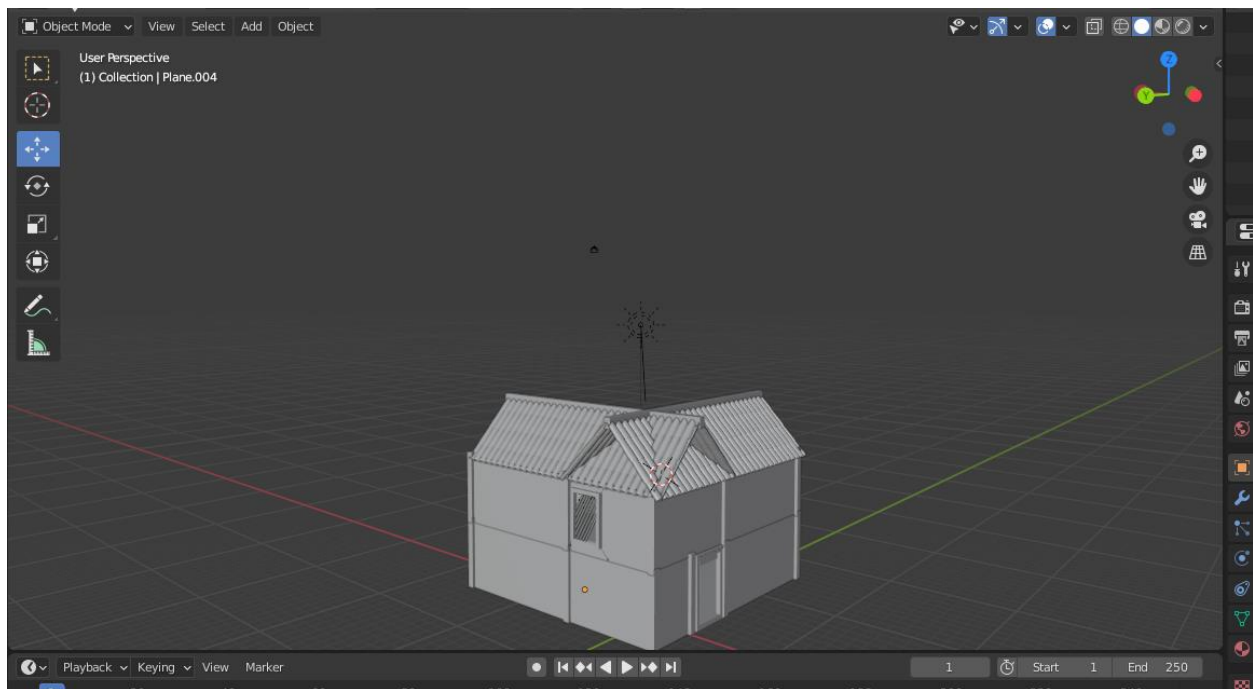 Object Mode View Select Add Object
User Perspective
(1) Collection | Plane.004
Z
Y
Playback Keying View Marker 1 Start 1 End 250